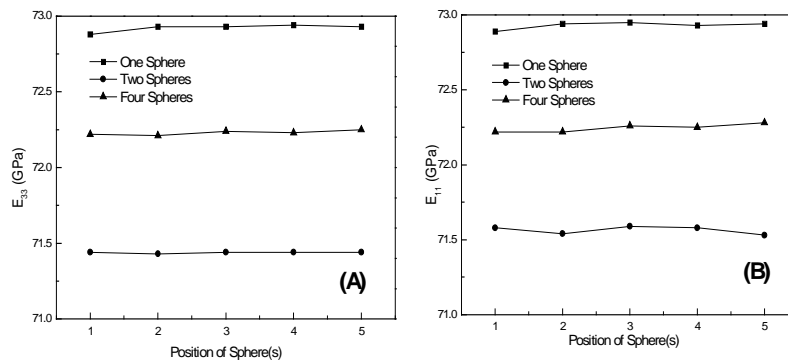 73.0
72.5
72.0
71.5
71.0
E33 (GPa)
One Sphere
Two Spheres
Four Spheres
(A)
1 2 3 4 5
Position of Sphere(s)
73.0
72.5
72.0
71.5
71.0
E11 (GPa)
One Sphere
Two Spheres
Four Spheres
(B)
1 2 3 4 5
Position of Sphere(s)